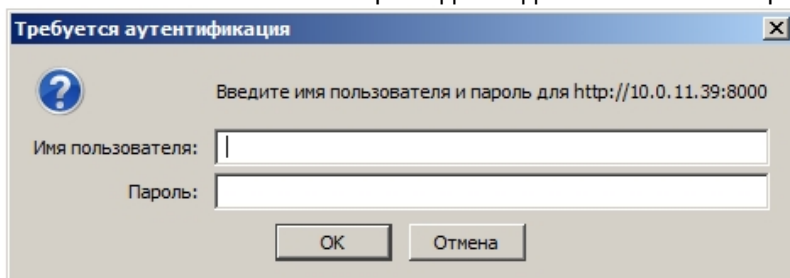 Требуется аутентификация
Введите имя пользователя и пароль для http://10.0.11.39:8000
Имя пользователя:
Пароль:
OK
Отмена